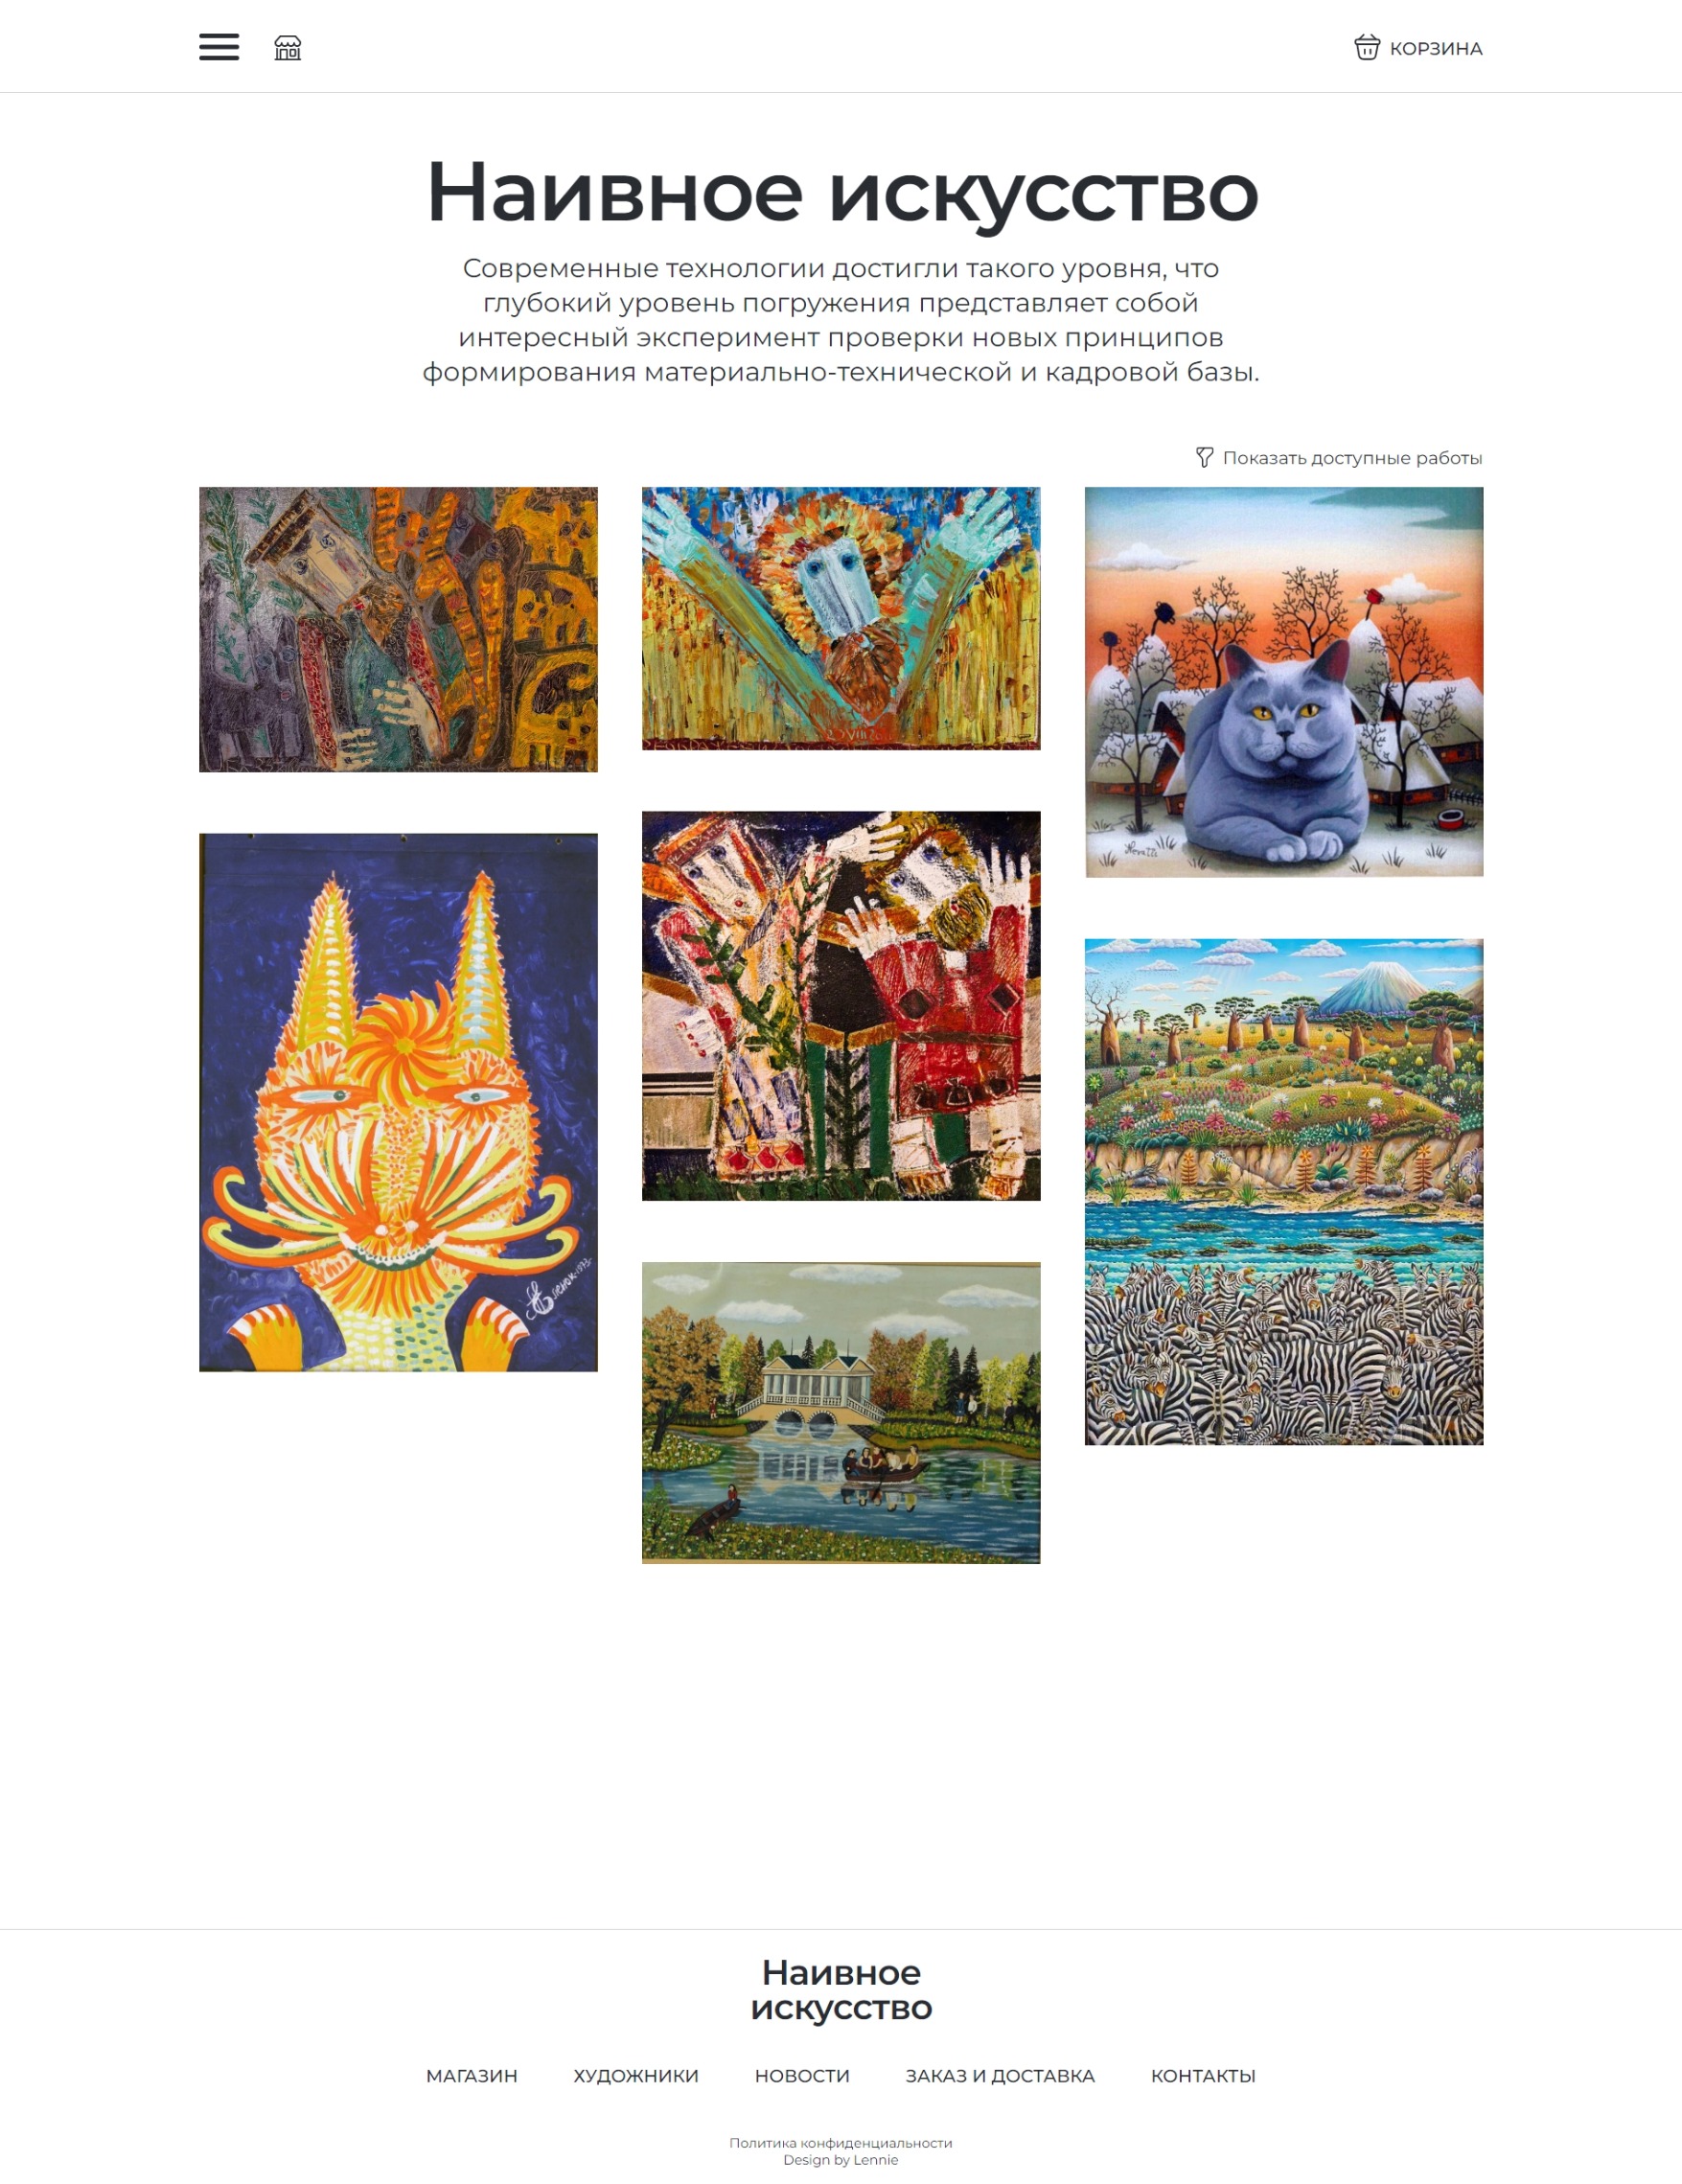 КОРЗИНА
Наивное искусство
Современные технологии достигли такого уровня, что
глубокий уровень погружения представляет собой
интересный эксперимент проверки новых принципов
формирования материально-технической и кадровой базы.
Показать доступные работы
Наивное
искусство
МАГАЗИН ХУДОЖНИКИ НОВОСТИ ЗАКАЗ И ДОСТАВКА КОНТАКТЫ
Политика конфиденциальности
Design by Lennie